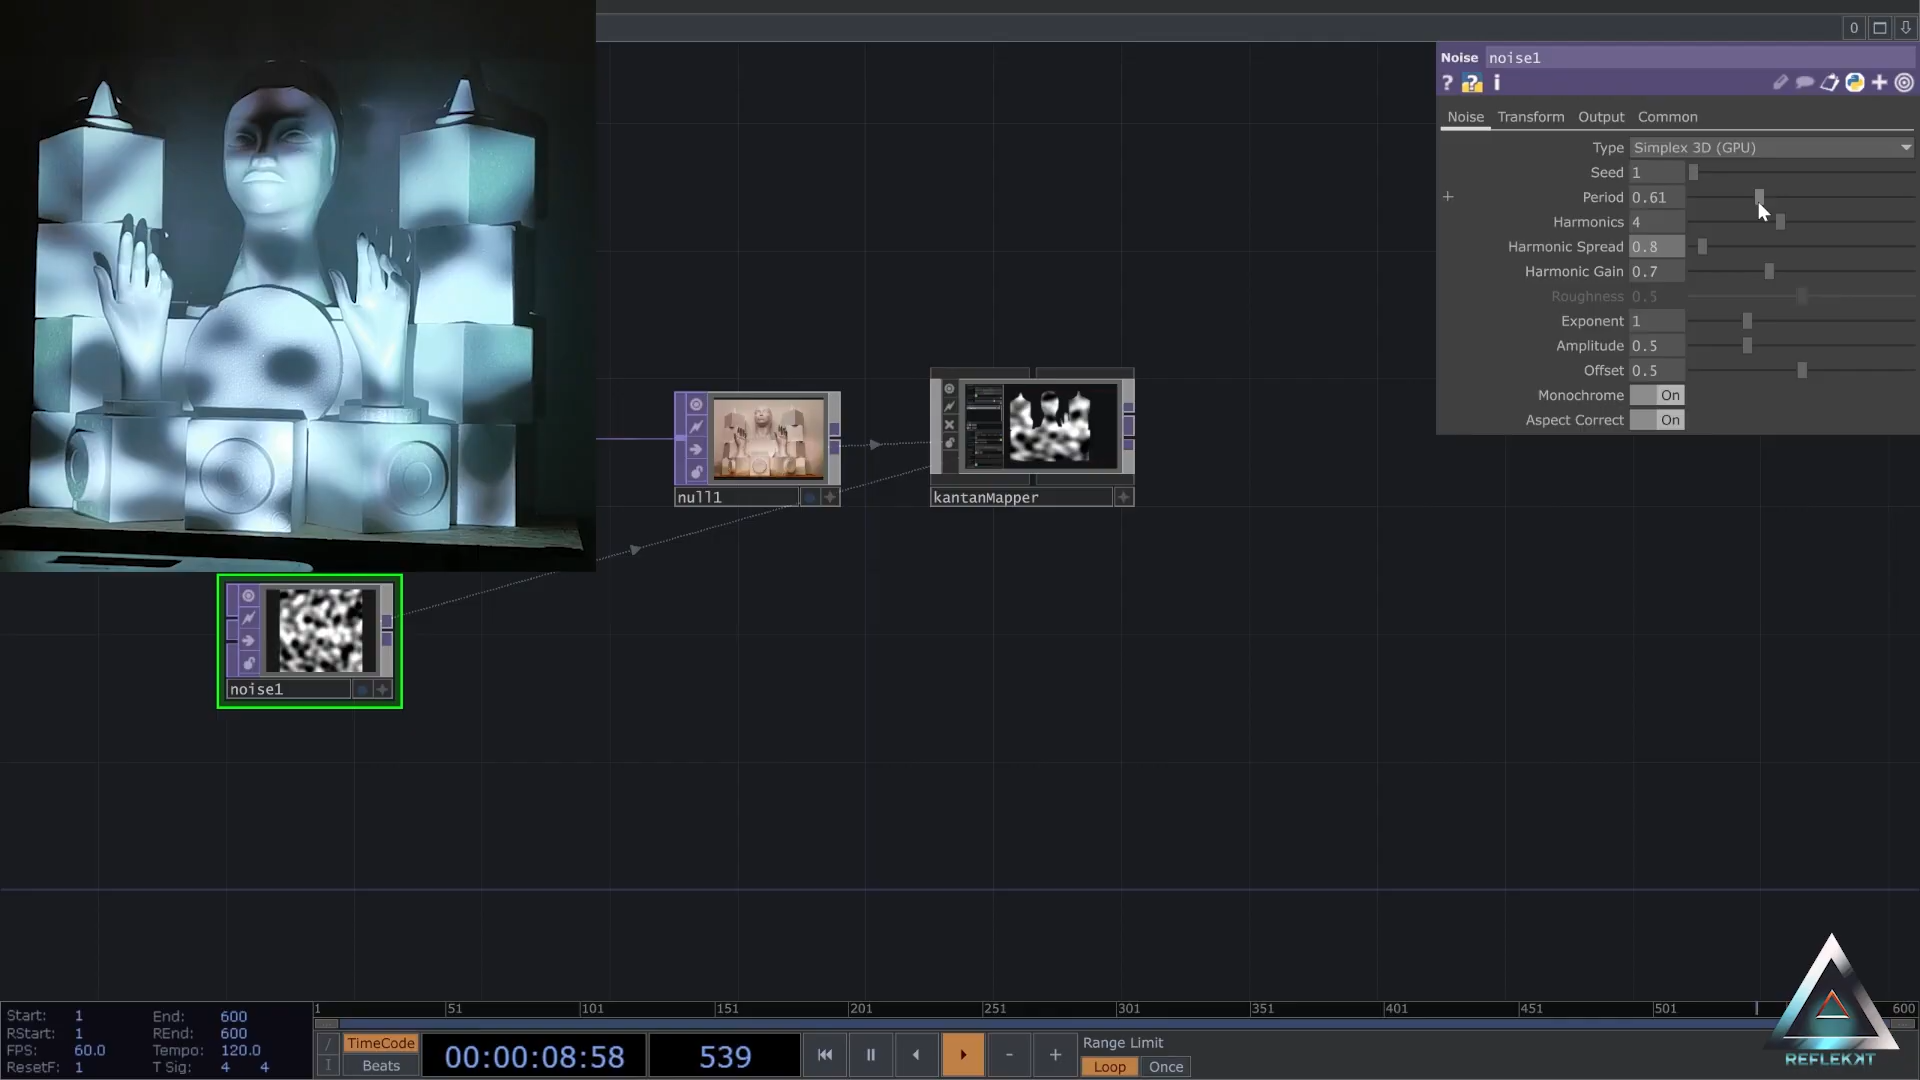 0
Noise noise1
? ? i
Noise Transform Output Common
Type Simplex 3D (GPU)
Seed 1
+ Period 0.61
Harmonics 4
Harmonic Spread 0.8
Harmonic Gain 0.7
Roughness 0.5
Exponent 1
Amplitude 0.5
Offset 0.5
Monochrome On
Aspect Correct On
null1
kantanMapper
noise1
1 51 101 151 201 251 301 351 401 451 501 600
Start: 1 End: 600
RStart: 1 REnd: 600
FPS: 60.0 Tempo: 120.0
ResetF: 1 T Sig: 4 4
TimeCode
Beats
00:00:08:58
539
- +
Range Limit
Loop Once
REFLEKKT